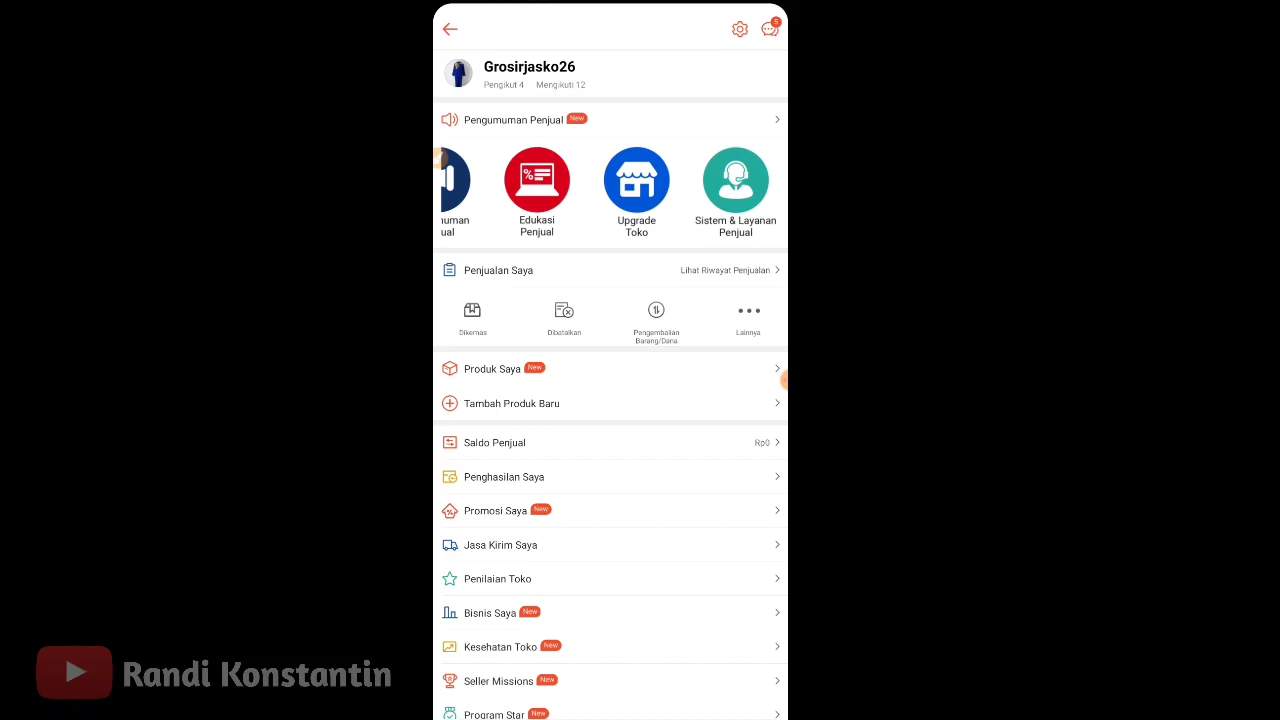 5
Grosirjasko26
Pengikut 4 Mengikuti 12
Pengumuman Penjual New
Edukasi
Penjual
Upgrade
Toko
Sistem & Layanan
Penjual
Penjualan Saya Lihat Riwayat Penjualan
Dikemas
Dibatalkan
Pengembalian
Barang/Dana
Lainnya
Produk Saya New
Tambah Produk Baru
Saldo Penjual Rp0
Penghasilan Saya
Promosi Saya New
Jasa Kirim Saya
Penilaian Toko
Bisnis Saya New
Kesehatan Toko New
Seller Missions New
Program Star New
Randi Konstantin